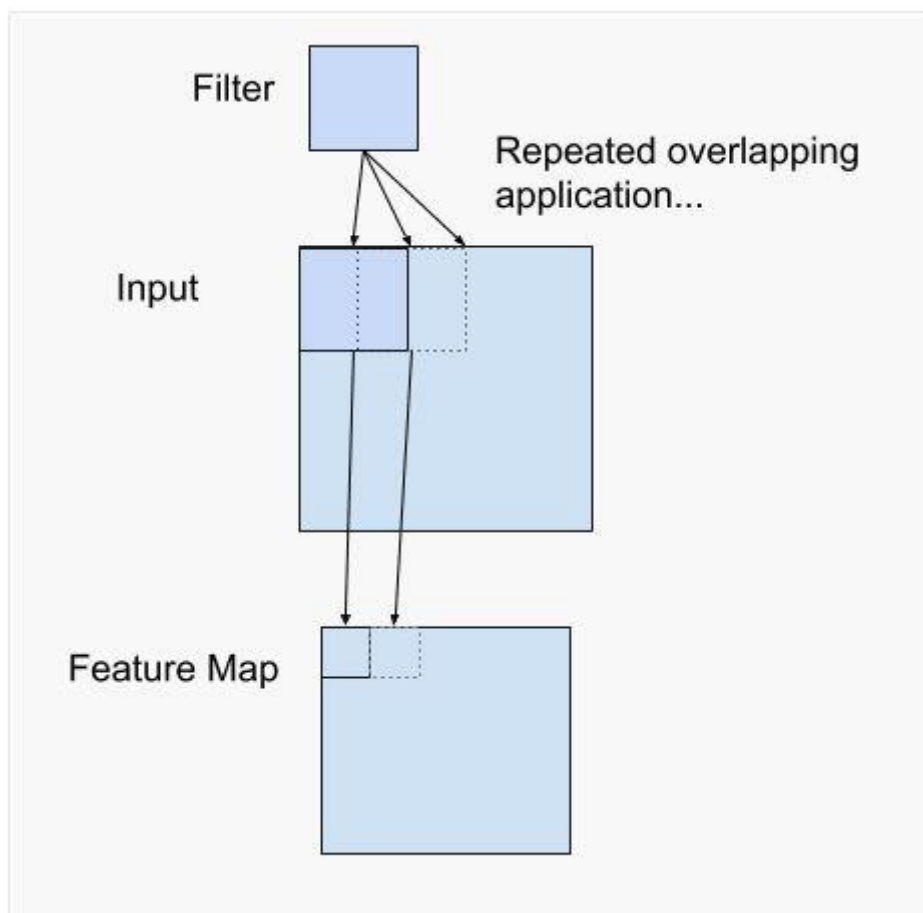 Filter
Repeated overlapping
application...
Input
Feature Map